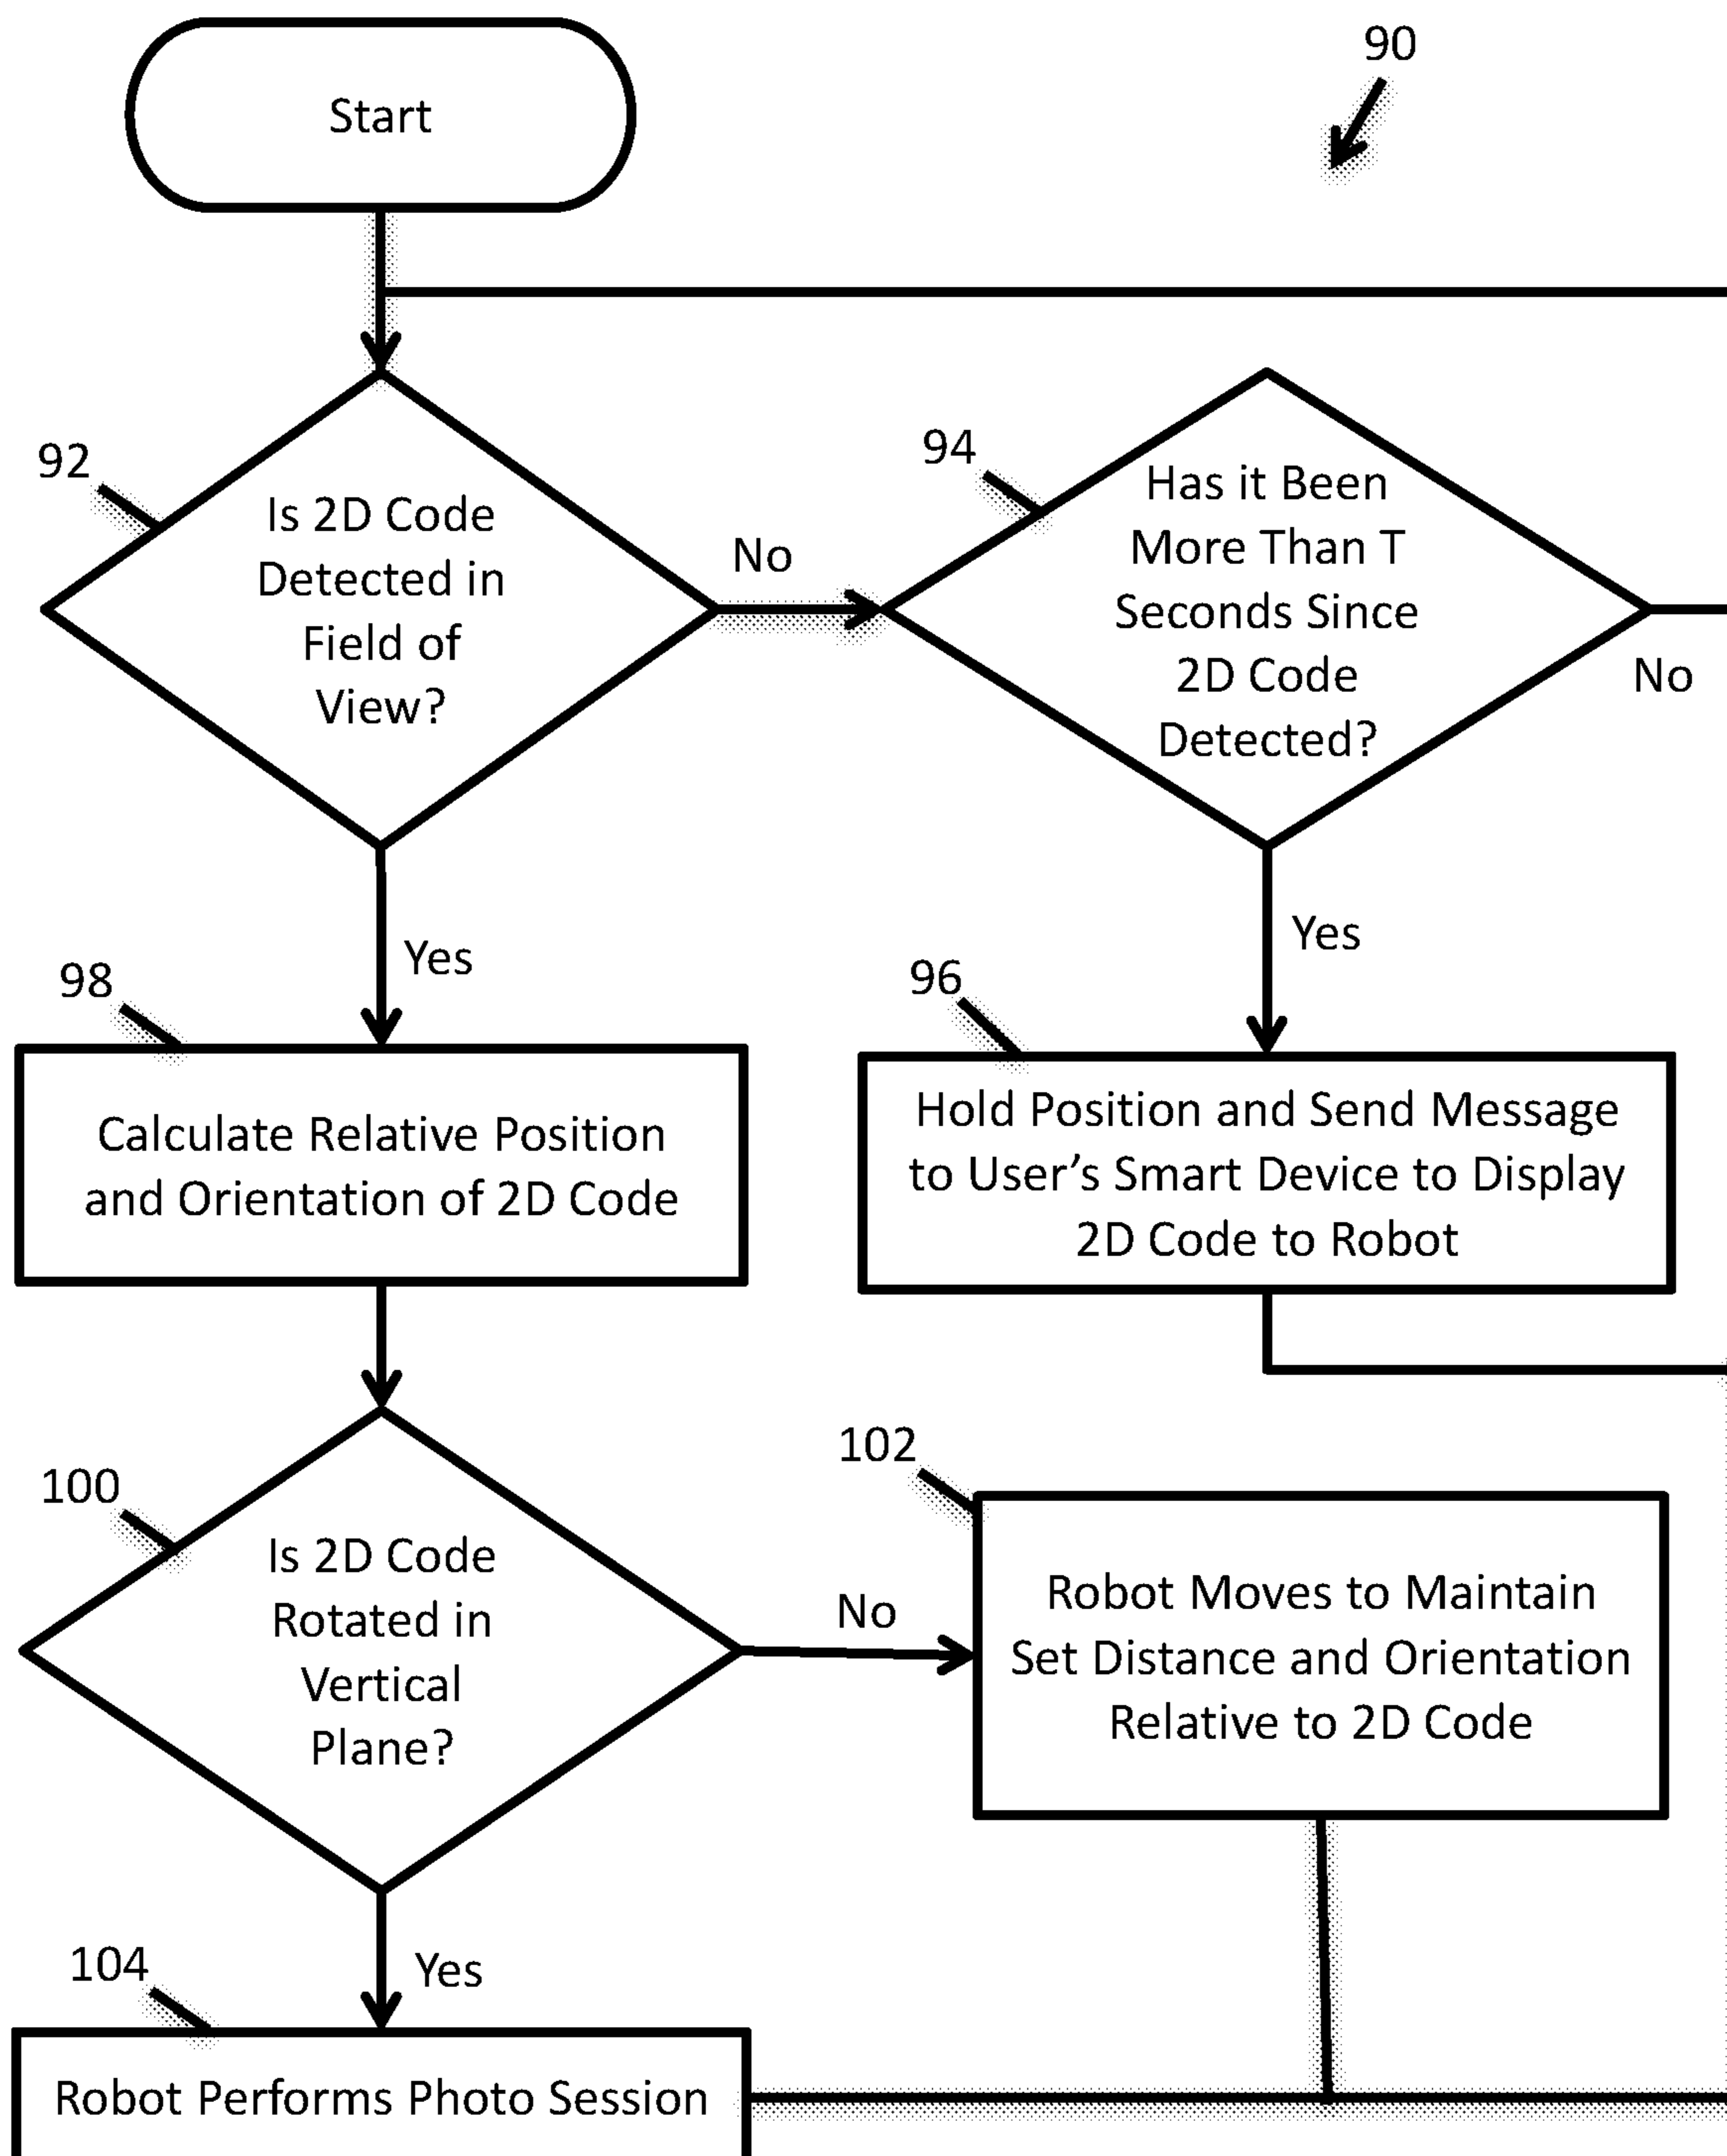 Start
90
92
Is 2D Code
Detected in
Field of
View?
No
94
Has it Been
More Than T
Seconds Since
2D Code
Detected?
No
Yes
Yes
98
Calculate Relative Position
and Orientation of 2D Code
96
Hold Position and Send Message
to User’s Smart Device to Display
2D Code to Robot
100
Is 2D Code
Rotated in
Vertical
Plane?
No
102
Robot Moves to Maintain
Set Distance and Orientation
Relative to 2D Code
Yes
104
Robot Performs Photo Session